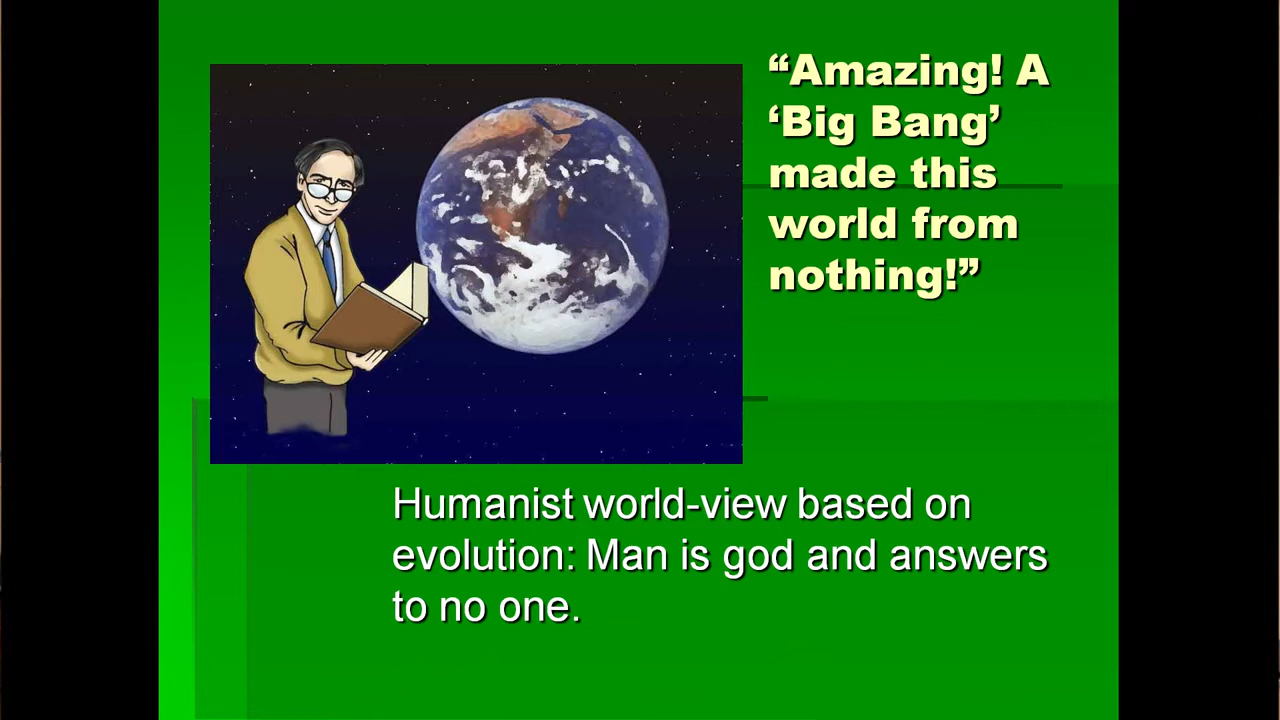 “Amazing! A
‘Big Bang’
made this
world from
nothing!”
Humanist world-view based on
evolution: Man is god and answers
to no one.